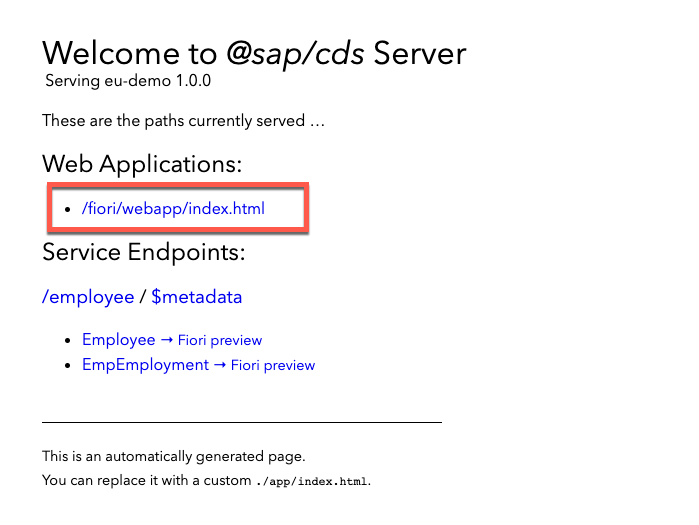 Welcome to @sap/cds Server
Serving eu-demo 1.0.0
These are the paths currently served …
Web Applications:
• /fiori/webapp/index.html
Service Endpoints:
/employee / $metadata
• Employee → Fiori preview
• EmpEmployment → Fiori preview
This is an automatically generated page.
You can replace it with a custom ./app/index.html.